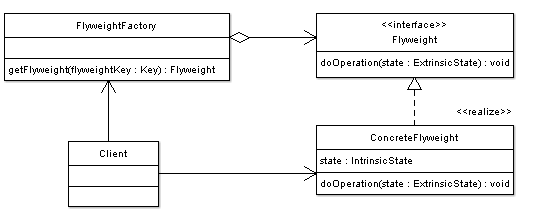 FlyweightFactory
getFlyweight(flyweightKey : Key) : Flyweight
<<interface>>
Flyweight
doOperation(state : ExtrinsicState) : void
<<realize>>
Client
ConcreteFlyweight
state : IntrinsicState
doOperation(state : ExtrinsicState) : void